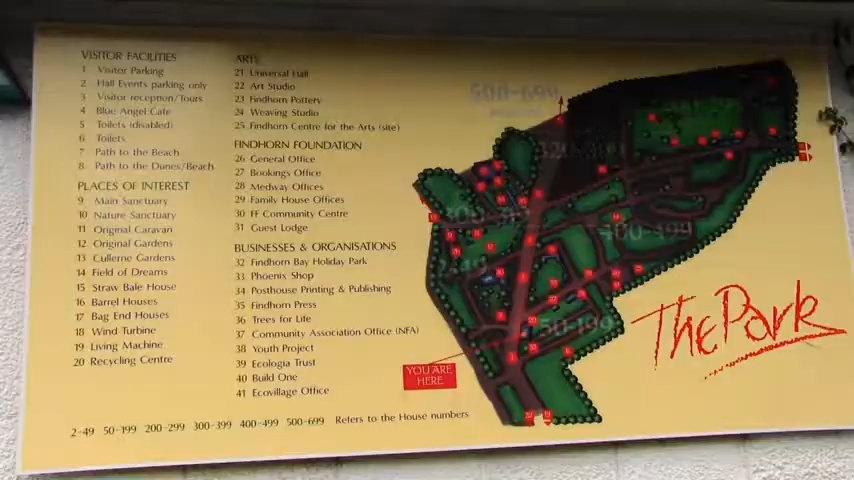 VISITOR FACILITIES
1 Visitor Parking
2 Hall Events parking only
3 Visitor reception/Tours
4 Blue Angel Cafe
5 Toilets (disabled)
6 Toilets
7 Path to the Beach
8 Path to the Dunes/Beach
PLACES OF INTEREST
9 Main Sanctuary
10 Nature Sanctuary
11 Original Caravan
12 Original Gardens
13 Cullerne Gardens
14 Field of Dreams
15 Straw Bale House
16 Barrel Houses
17 Bag End Houses
18 Wind Turbine
19 Living Machine
20 Recycling Centre
ARTS
21 Universal Hall
22 Art Studio
23 Findhorn Pottery
24 Weaving Studio
25 Findhorn Centre for the Arts (site)
FINDHORN FOUNDATION
26 General Office
27 Bookings Office
28 Medway Offices
29 Family House Offices
30 FF Community Centre
31 Guest Lodge
BUSINESSES & ORGANISATIONS
32 Findhorn Bay Holiday Park
33 Phoenix Shop
34 Posthouse Printing & Publishing
35 Findhorn Press
36 Trees for Life
37 Community Association Office (NFA)
38 Youth Project
39 Ecologia Trust
40 Build One
41 Ecovillage Office
2-49 50-199 200-299 300-399 400-499 500-699 Refers to the House numbers
500-699
400-499
50-199
YOU ARE
HERE
The Park